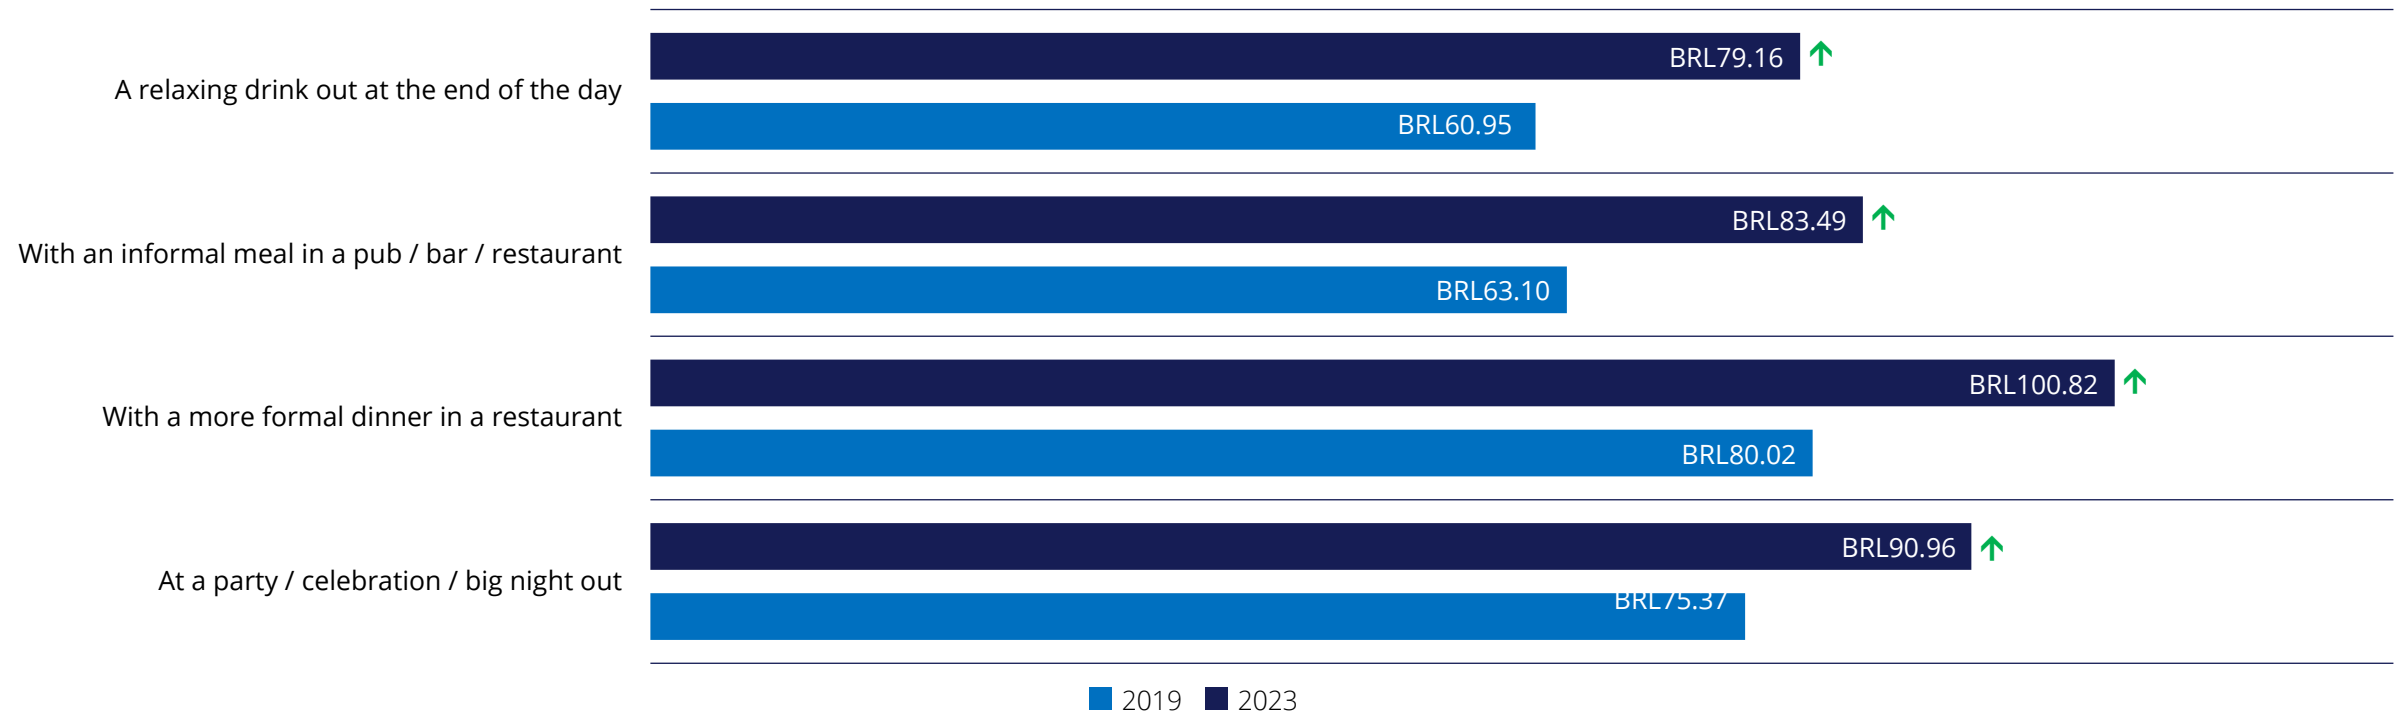 BRL79.16
A relaxing drink out at the end of the day
BRL60.95
BRL83.49
With an informal meal in a pub / bar / restaurant
BRL63.10
BRL100.82
With a more formal dinner in a restaurant
BRL80.02
BRL90.96
At a party / celebration / big night out
BRL75.37
2019 2023